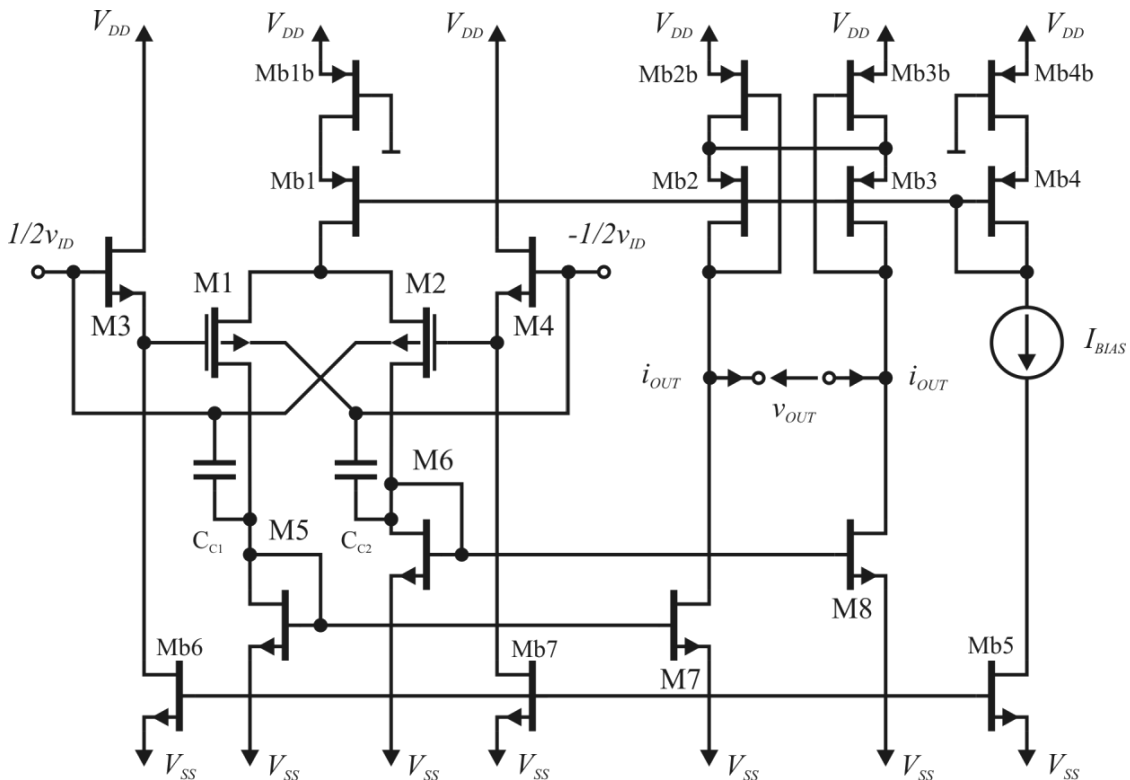 V_DD V_DD V_DD V_DD V_DD V_DD
Mb1b Mb2b Mb3b Mb4b
Mb1 Mb2 Mb3 Mb4
1/2v_ID -1/2v_ID
M1 M2
M3 M4
I_BIAS
i_OUT i_OUT
v_OUT
M6
M5
C_C1 C_C2
M8
Mb6 Mb7 M7 Mb5
V_SS V_SS V_SS V_SS V_SS V_SS V_SS